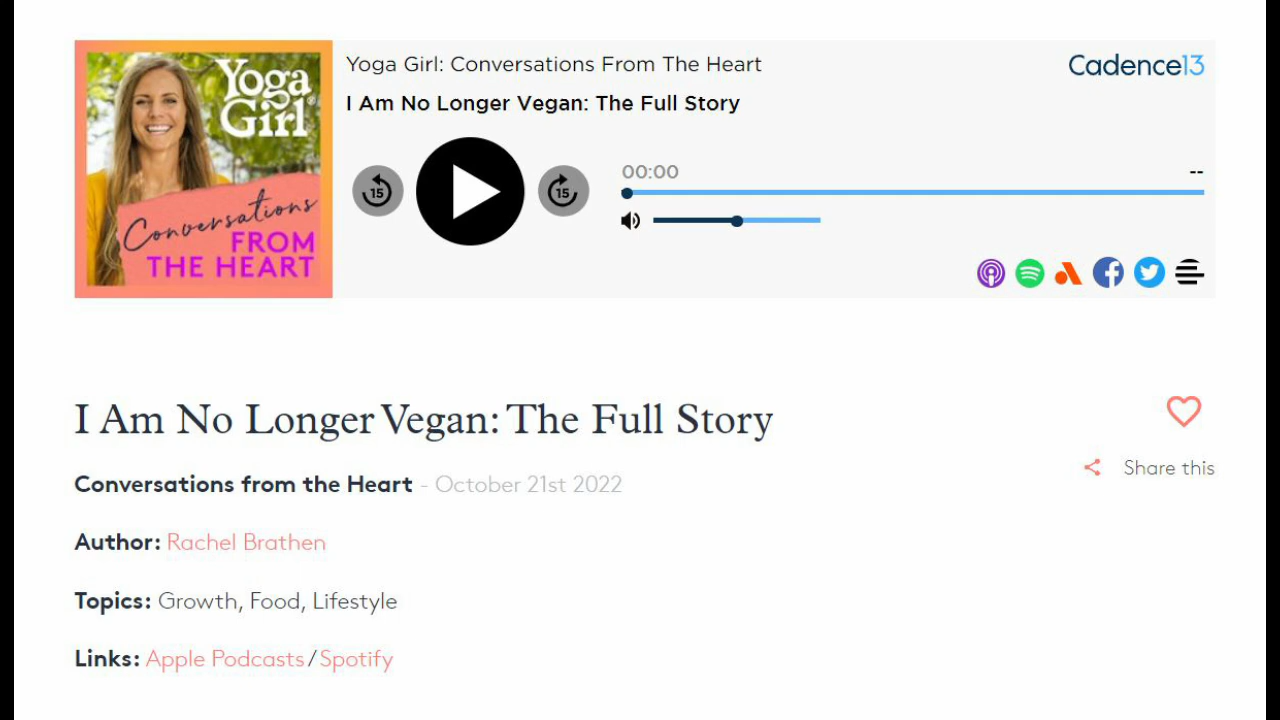 Yoga
Girl®
Conversations
FROM
THE HEART
Yoga Girl: Conversations From The Heart
Cadence13
I Am No Longer Vegan: The Full Story
15
15
00:00
--
I Am No Longer Vegan: The Full Story
Conversations from the Heart - October 21st 2022
Share this
Author: Rachel Brathen
Topics: Growth, Food, Lifestyle
Links: Apple Podcasts / Spotify